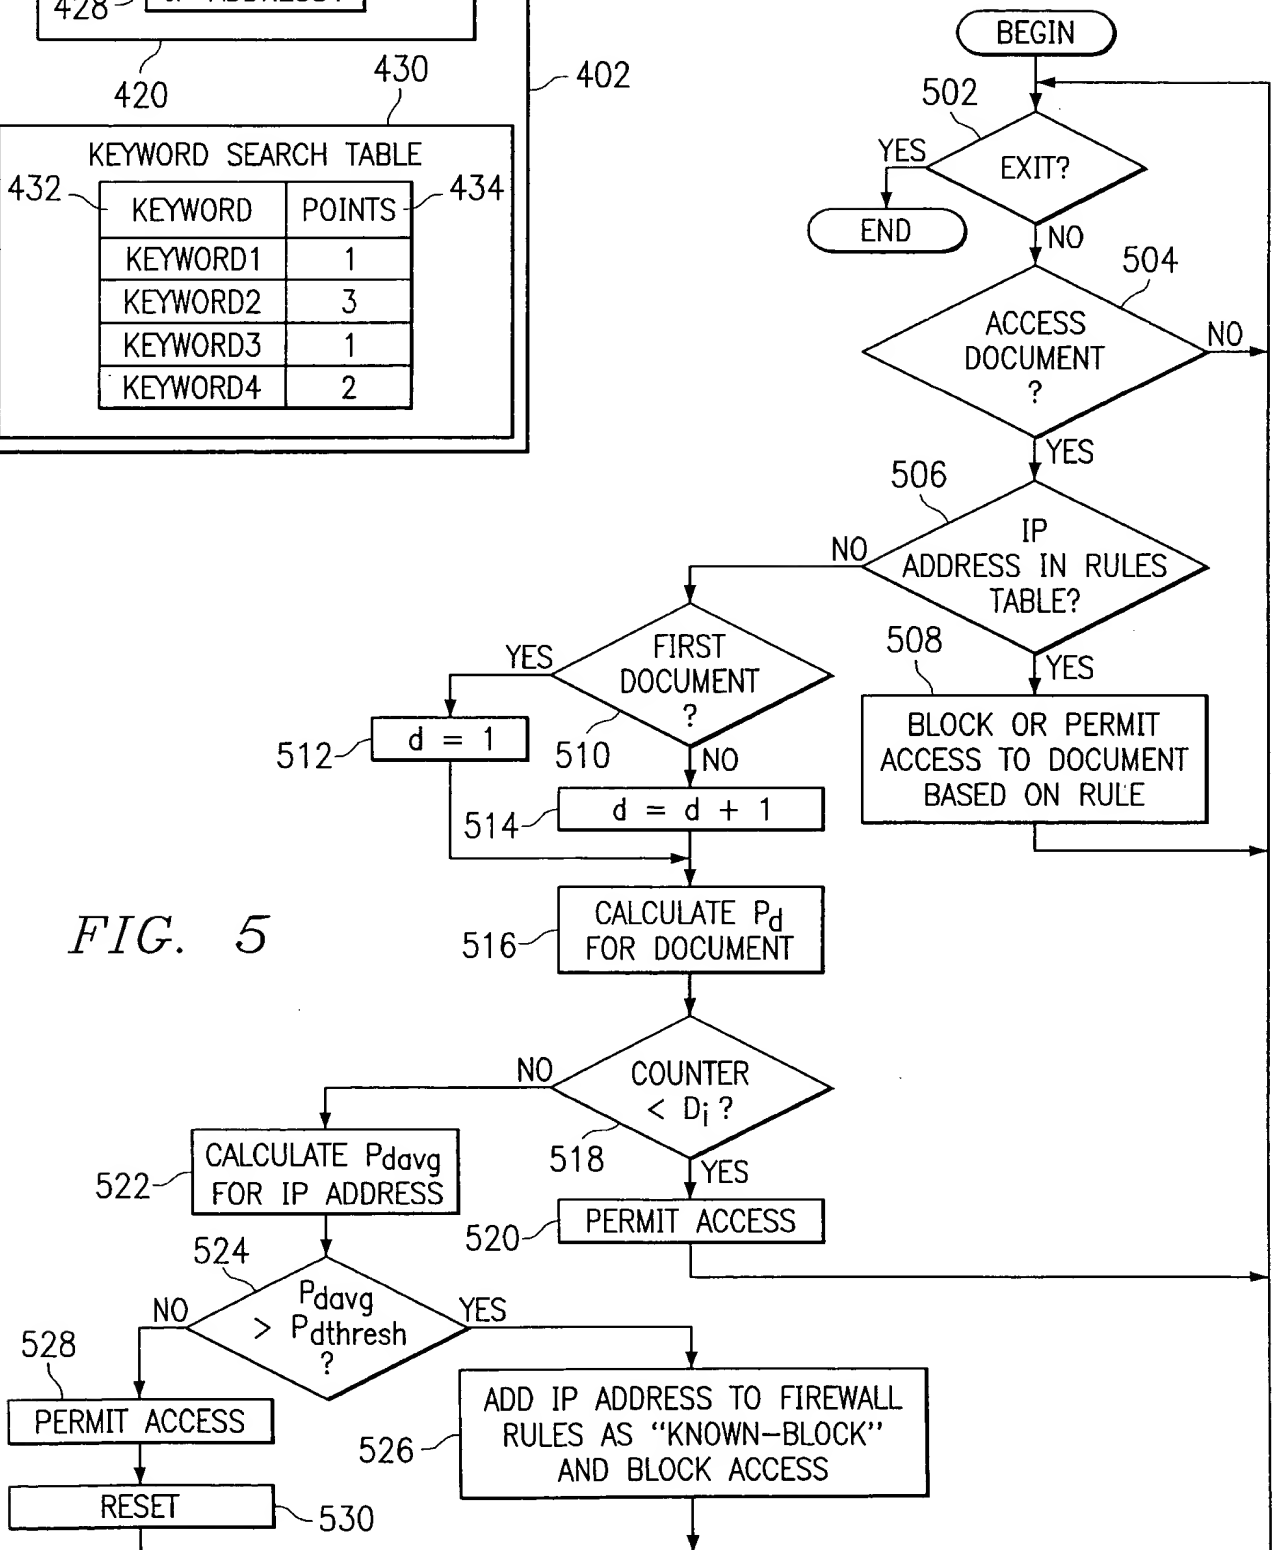 428
420
402
430
KEYWORD SEARCH TABLE
432
434
KEYWORD POINTS
KEYWORD1 1
KEYWORD2 3
KEYWORD3 1
KEYWORD4 2
BEGIN
502
EXIT?
YES
END
NO
504
ACCESS
DOCUMENT
?
NO
YES
506
IP
ADDRESS IN RULES
TABLE?
NO
YES
508
BLOCK OR PERMIT
ACCESS TO DOCUMENT
BASED ON RULE
FIRST
DOCUMENT
?
YES
510
NO
512
d = 1
514
d = d + 1
FIG. 5
516
CALCULATE Pd
FOR DOCUMENT
COUNTER
< Di ?
NO
518
YES
520
PERMIT ACCESS
522
CALCULATE Pdavg
FOR IP ADDRESS
524
Pdavg
> Pdthresh
?
NO
YES
528
PERMIT ACCESS
RESET
530
526
ADD IP ADDRESS TO FIREWALL
RULES AS “KNOWN–BLOCK”
AND BLOCK ACCESS